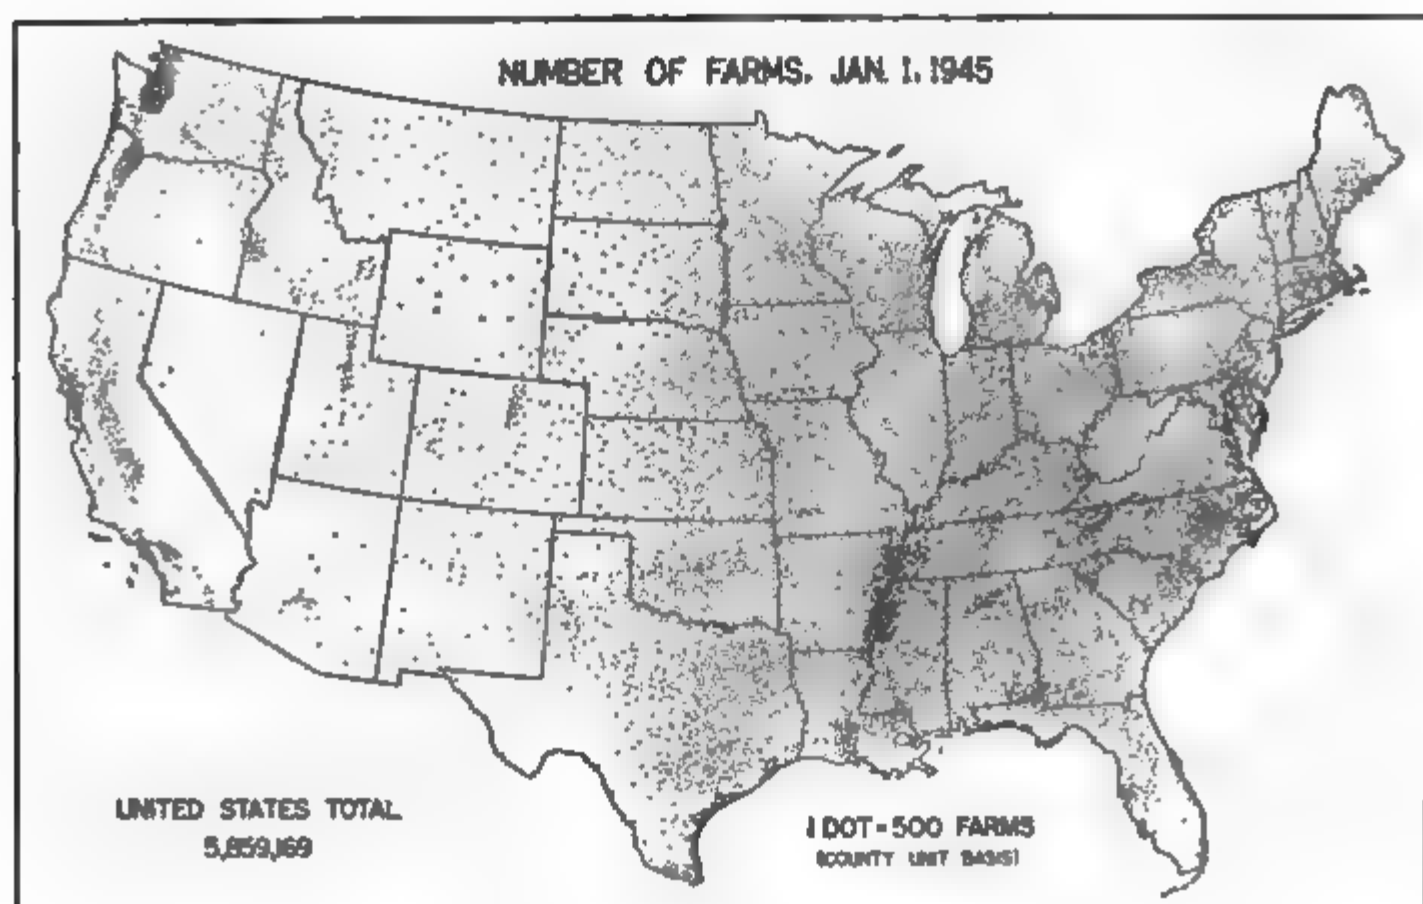 NUMBER OF FARMS, JAN. 1, 1945
UNITED STATES TOTAL
5,859,169
1 DOT = 500 FARMS
(COUNTY UNIT BASIS)